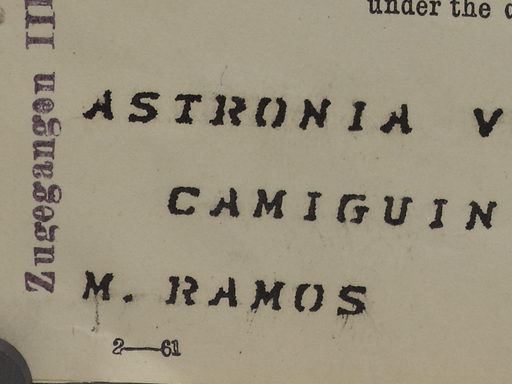 under the
ASTRONIA V
CAMIGUIN
M. RAMOS
2—61
Zugegangen III